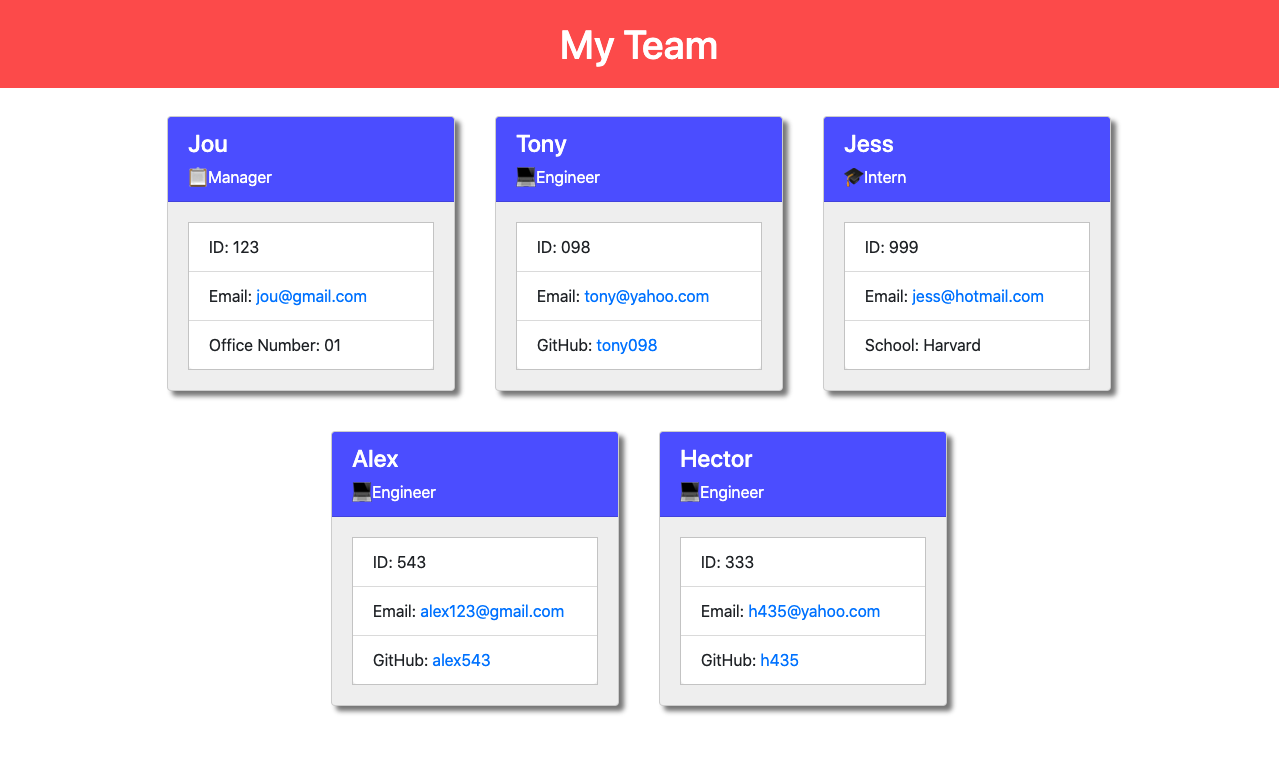 My Team
Jou
📋Manager
ID: 123
Email: jou@gmail.com
Office Number: 01
Tony
💻Engineer
ID: 098
Email: tony@yahoo.com
GitHub: tony098
Jess
🎓Intern
ID: 999
Email: jess@hotmail.com
School: Harvard
Alex
💻Engineer
ID: 543
Email: alex123@gmail.com
GitHub: alex543
Hector
💻Engineer
ID: 333
Email: h435@yahoo.com
GitHub: h435